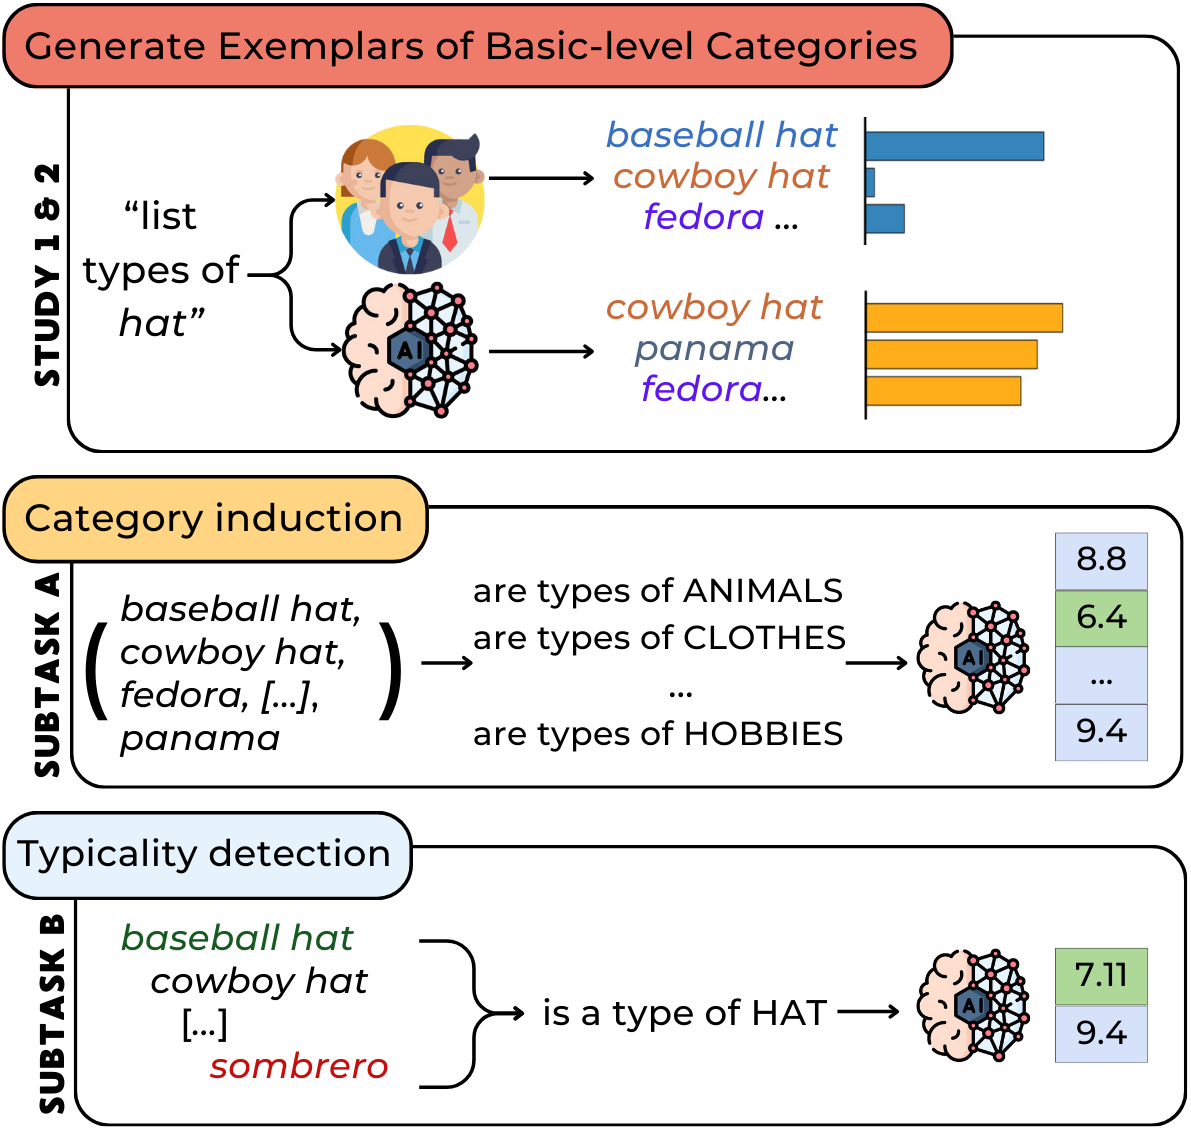 Generate Exemplars of Basic-level Categories
STUDY 1 & 2
“list
types of
hat”
AI
baseball hat
cowboy hat
fedora ...
cowboy hat
panama
fedora...
Category induction
SUBTASK A
( baseball hat,
cowboy hat,
fedora, [...],
panama )
are types of ANIMALS
are types of CLOTHES
...
are types of HOBBIES
AI
8.8
6.4
...
9.4
Typicality detection
SUBTASK B
baseball hat
cowboy hat
[...]
sombrero
is a type of HAT
AI
7.11
9.4